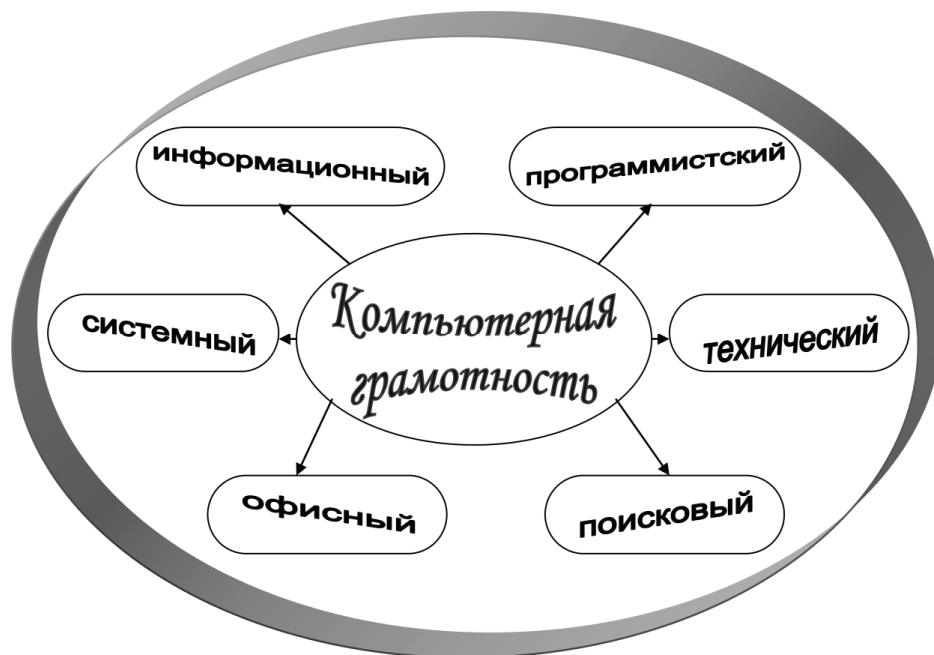 информационный
программистский
системный
Компьютерная
грамотность
технический
офисный
поисковый